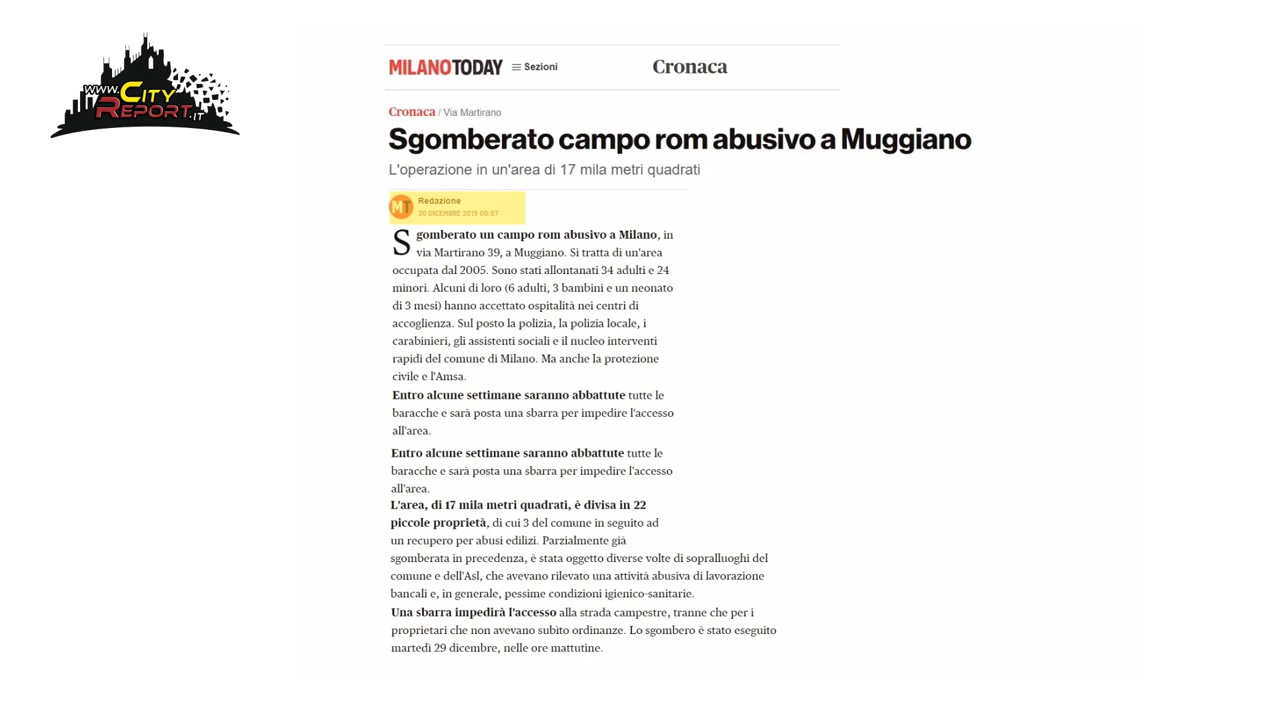 www.CITY
REPORT.IT
MILANOTODAY
Sezioni
Cronaca
Cronaca / Via Martirano
Sgomberato campo rom abusivo a Muggiano
L'operazione in un'area di 17 mila metri quadrati
MT
Redazione
30 DICEMBRE 2015 00:07
Sgomberato un campo rom abusivo a Milano, in
via Martirano 39, a Muggiano. Si tratta di un'area
occupata dal 2005. Sono stati allontanati 34 adulti e 24
minori. Alcuni di loro (6 adulti, 3 bambini e un neonato
di 3 mesi) hanno accettato ospitalità nei centri di
accoglienza. Sul posto la polizia, la polizia locale, i
carabinieri, gli assistenti sociali e il nucleo interventi
rapidi del comune di Milano. Ma anche la protezione
civile e l'Amsa.
Entro alcune settimane saranno abbattute tutte le
baracche e sarà posta una sbarra per impedire l'accesso
all'area.
Entro alcune settimane saranno abbattute tutte le
baracche e sarà posta una sbarra per impedire l'accesso
all'area.
L'area, di 17 mila metri quadrati, è divisa in 22
piccole proprietà, di cui 3 del comune in seguito ad
un recupero per abusi edilizi. Parzialmente già
sgomberata in precedenza, è stata oggetto diverse volte di sopralluoghi del
comune e dell'Asl, che avevano rilevato una attività abusiva di lavorazione
bancali e, in generale, pessime condizioni igienico-sanitarie.
Una sbarra impedirà l'accesso alla strada campestre, tranne che per i
proprietari che non avevano subito ordinanze. Lo sgombero è stato eseguito
martedì 29 dicembre, nelle ore mattutine.